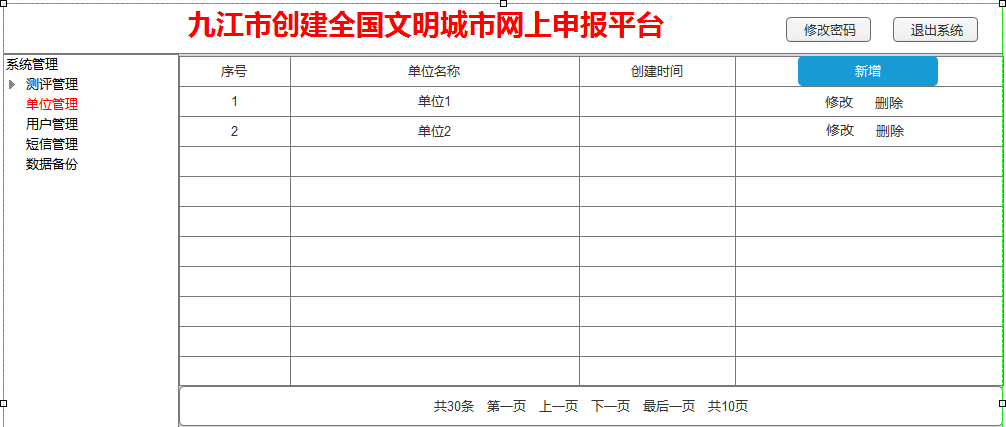 九江市创建全国文明城市网上申报平台
修改密码 退出系统
系统管理
测评管理
单位管理
用户管理
短信管理
数据备份
序号 单位名称 创建时间 新增
1 单位1 修改 删除
2 单位2 修改 删除
共30条 第一页 上一页 下一页 最后一页 共10页